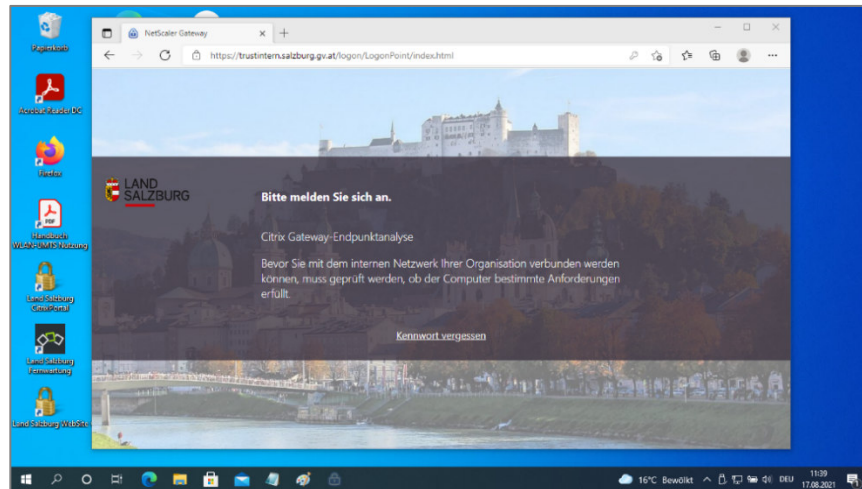 Papierkorb
Acrobat Reader DC
Firefox
Handbuch
WLAN-UMTS Nutzung
Land Salzburg
CitrixPortal
Land Salzburg
Fernwartung
Land Salzburg WebSite
NetScaler Gateway
https://trustintern.salzburg.gv.at/logon/LogonPoint/index.html
LAND
SALZBURG
Bitte melden Sie sich an.
Citrix Gateway-Endpunktanalyse
Bevor Sie mit dem internen Netzwerk Ihrer Organisation verbunden werden
können, muss geprüft werden, ob der Computer bestimmte Anforderungen
erfüllt.
Kennwort vergessen
16°C Bewölkt
DEU
11:39
17.08.2021